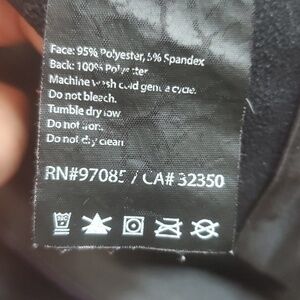 Face: 95% Polyester, 5% Spandex
Back: 100% Polyester
Machine wash cold gentle cycle.
Do not bleach.
Tumble dry low
Do not iron.
Do not dry clean
RN#97085 / CA# 32350